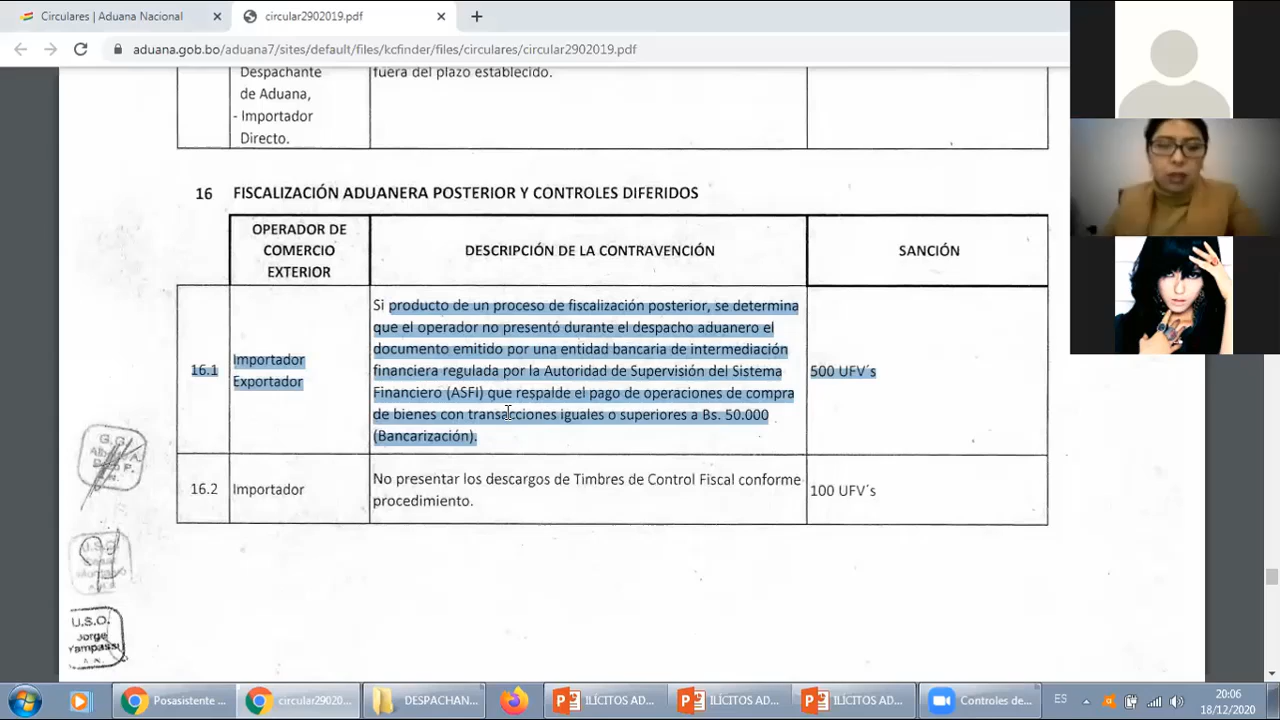 Circulares | Aduana Nacional
circular2902019.pdf
aduana.gob.bo/aduana7/sites/default/files/kcfinder/files/circulares/circular2902019.pdf
Despachante
de Aduana,
- Importador
Directo.
fuera del plazo establecido.
16 FISCALIZACIÓN ADUANERA POSTERIOR Y CONTROLES DIFERIDOS
OPERADOR DE
COMERCIO
EXTERIOR
DESCRIPCIÓN DE LA CONTRAVENCIÓN
SANCIÓN
16.1
Importador
Exportador
Si producto de un proceso de fiscalización posterior, se determina
que el operador no presentó durante el despacho aduanero el
documento emitido por una entidad bancaria de intermediación
financiera regulada por la Autoridad de Supervisión del Sistema
Financiero (ASFI) que respalde el pago de operaciones de compra
de bienes con transacciones iguales o superiores a Bs. 50.000
(Bancarización).
500 UFV´s
16.2
Importador
No presentar los descargos de Timbres de Control Fiscal conforme
procedimiento.
100 UFV´s
G.G.
U.S.O.
U.S.O.
Jorge
Yampassi
A.N.
Posasistente ...
circular29020...
DESPACHAN...
ILÍCITOS AD...
ILÍCITOS AD...
ILÍCITOS AD...
Controles de...
ES
20:06
18/12/2020